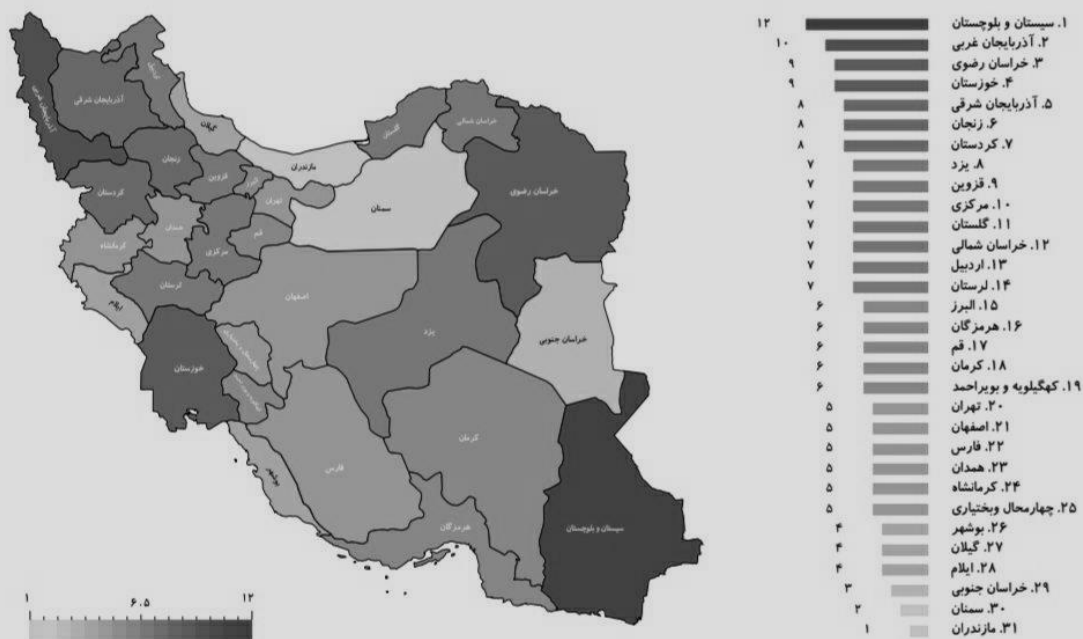 اردبیل
آذربایجان شرقی
آذربایجان غربی
گیلان
زنجان
مازندران
گلستان
خراسان شمالی
قزوین
البرز
تهران
سمنان
خراسان رضوی
کردستان
همدان
قم
مرکزی
کرمانشاه
لرستان
ایلام
اصفهان
یزد
خراسان جنوبی
خوزستان
کرمان
فارس
بوشهر
هرمزگان
سیستان و بلوچستان
۱ ۶.۵ ۱۲
۱. سیستان و بلوچستان ۱۲
۲. آذربایجان غربی ۱۰
۳. خراسان رضوی ۹
۴. خوزستان ۹
۵. آذربایجان شرقی ۸
۶. زنجان ۸
۷. کردستان ۸
۸. یزد ۷
۹. قزوین ۷
۱۰. مرکزی ۷
۱۱. گلستان ۷
۱۲. خراسان شمالی ۷
۱۳. اردبیل ۷
۱۴. لرستان ۷
۱۵. البرز ۶
۱۶. هرمزگان ۶
۱۷. قم ۶
۱۸. کرمان ۶
۱۹. کهگیلویه و بویراحمد ۶
۲۰. تهران ۵
۲۱. اصفهان ۵
۲۲. فارس ۵
۲۳. همدان ۵
۲۴. کرمانشاه ۵
۲۵. چهارمحال وبختیاری ۵
۲۶. بوشهر ۴
۲۷. گیلان ۴
۲۸. ایلام ۴
۲۹. خراسان جنوبی ۳
۳۰. سمنان ۲
۳۱. مازندران ۱